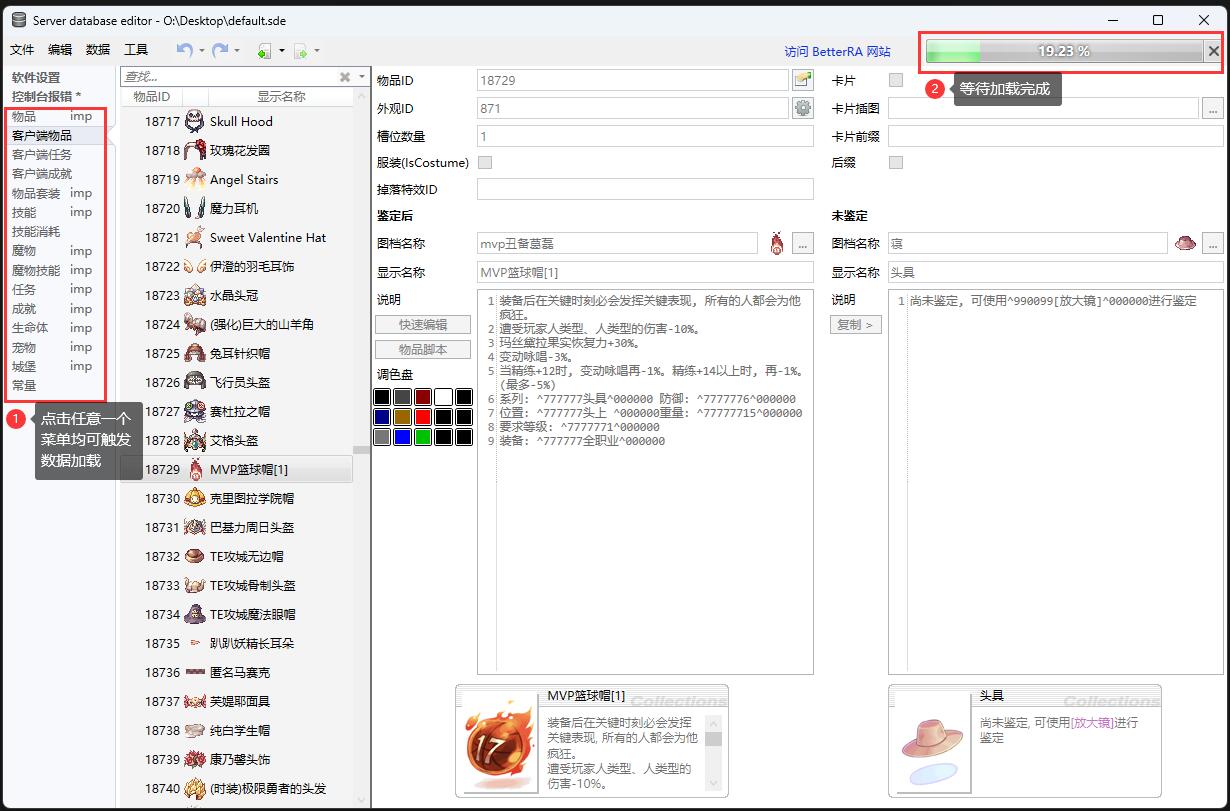 Server database editor - O:\Desktop\default.sde
文件 编辑 数据 工具
访问 BetterRA 网站
19.23 %
2 等待加载完成
软件设置
控制台报错 *
物品 imp
客户端物品
客户端任务
客户端成就
物品套装 imp
技能 imp
技能消耗
魔物 imp
魔物技能 imp
任务 imp
成就 imp
生命体 imp
宠物 imp
城堡 imp
常量
1 点击任意一个
菜单均可触发
数据加载
查找...
物品ID 显示名称
18717 Skull Hood
18718 玫瑰花发圈
18719 Angel Stairs
18720 魔力耳机
18721 Sweet Valentine Hat
18722 伊澄的羽毛耳饰
18723 水晶头冠
18724 (强化)巨大的山羊角
18725 兔耳针织帽
18726 飞行员头盔
18727 赛杜拉之帽
18728 艾格头盔
18729 MVP篮球帽[1]
18730 克里图拉学院帽
18731 巴基力周日头盔
18732 TE攻城无边帽
18733 TE攻城骨制头盔
18734 TE攻城魔法眼帽
18735 趴趴妖精长耳朵
18736 匿名马赛克
18737 芙媞耶面具
18738 纯白学生帽
18739 康乃馨头饰
18740 (时装)极限勇者的头发
物品ID 18729
外观ID 871
槽位数量 1
服装(IsCostume)
掉落特效ID
鉴定后
图档名称 mvp丑备蔦磊 ...
显示名称 MVP篮球帽[1]
说明
快速编辑
物品脚本
调色盘
1 装备后在关键时刻必会发挥关键表现，所有的人都会为他
疯狂。
2 遭受玩家人类型、人类型的伤害-10%。
3 玛丝黛拉果实恢复力+30%。
4 变动咏唱-3%。
5 当精练+12时，变动咏唱再-1%。精练+14以上时，再-1%。
(最多-5%)
6 系列: ^777777头具^000000 防御: ^7777776^000000
7 位置: ^777777头上 ^000000重量: ^77777715^000000
8 要求等级: ^7777771^000000
9 装备: ^777777全职业^000000
卡片
卡片插图 ...
卡片前缀
后缀
未鉴定
图档名称 寝 ...
显示名称 头具
说明
复制 >
1 尚未鉴定，可使用^990099[放大镜]^000000进行鉴定
MVP篮球帽[1]
Collections
17
装备后在关键时刻必会发挥
关键表现, 所有的人都会为他
疯狂。
遭受玩家人类型、人类型的
伤害-10%。
头具
Collections
尚未鉴定, 可使用[放大镜]进行
鉴定